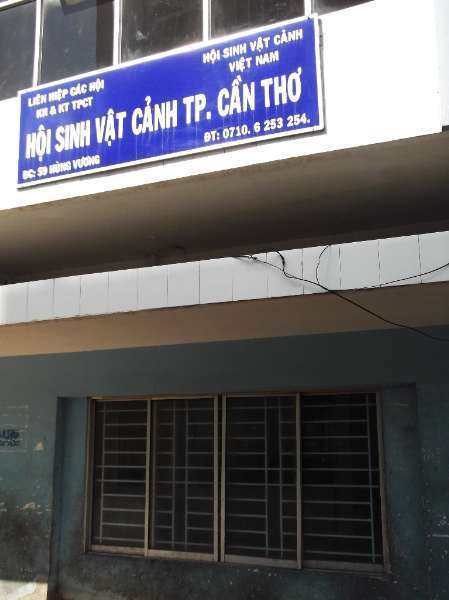 LIÊN HIỆP CÁC HỘI
KH & KT TPCT
HỘI SINH VẬT CẢNH
VIỆT NAM
HỘI SINH VẬT CẢNH TP. CẦN THƠ
ĐC: 59 HÙNG VƯƠNG
ĐT: 0710. 6 253 254.